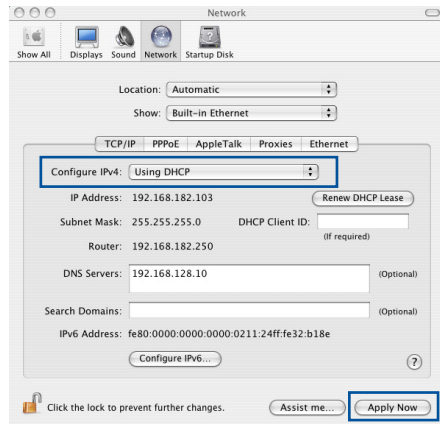 Network
Show All Displays Sound Network Startup Disk
Location: Automatic
Show: Built-in Ethernet
TCP/IP PPPoE AppleTalk Proxies Ethernet
Configure IPv4: Using DHCP
IP Address: 192.168.182.103 Renew DHCP Lease
Subnet Mask: 255.255.255.0 DHCP Client ID:
(If required)
Router: 192.168.182.250
DNS Servers: 192.168.128.10 (Optional)
Search Domains: (Optional)
IPv6 Address: fe80:0000:0000:0000:0211:24ff:fe32:b18e
Configure IPv6... ?
Click the lock to prevent further changes. Assist me... Apply Now